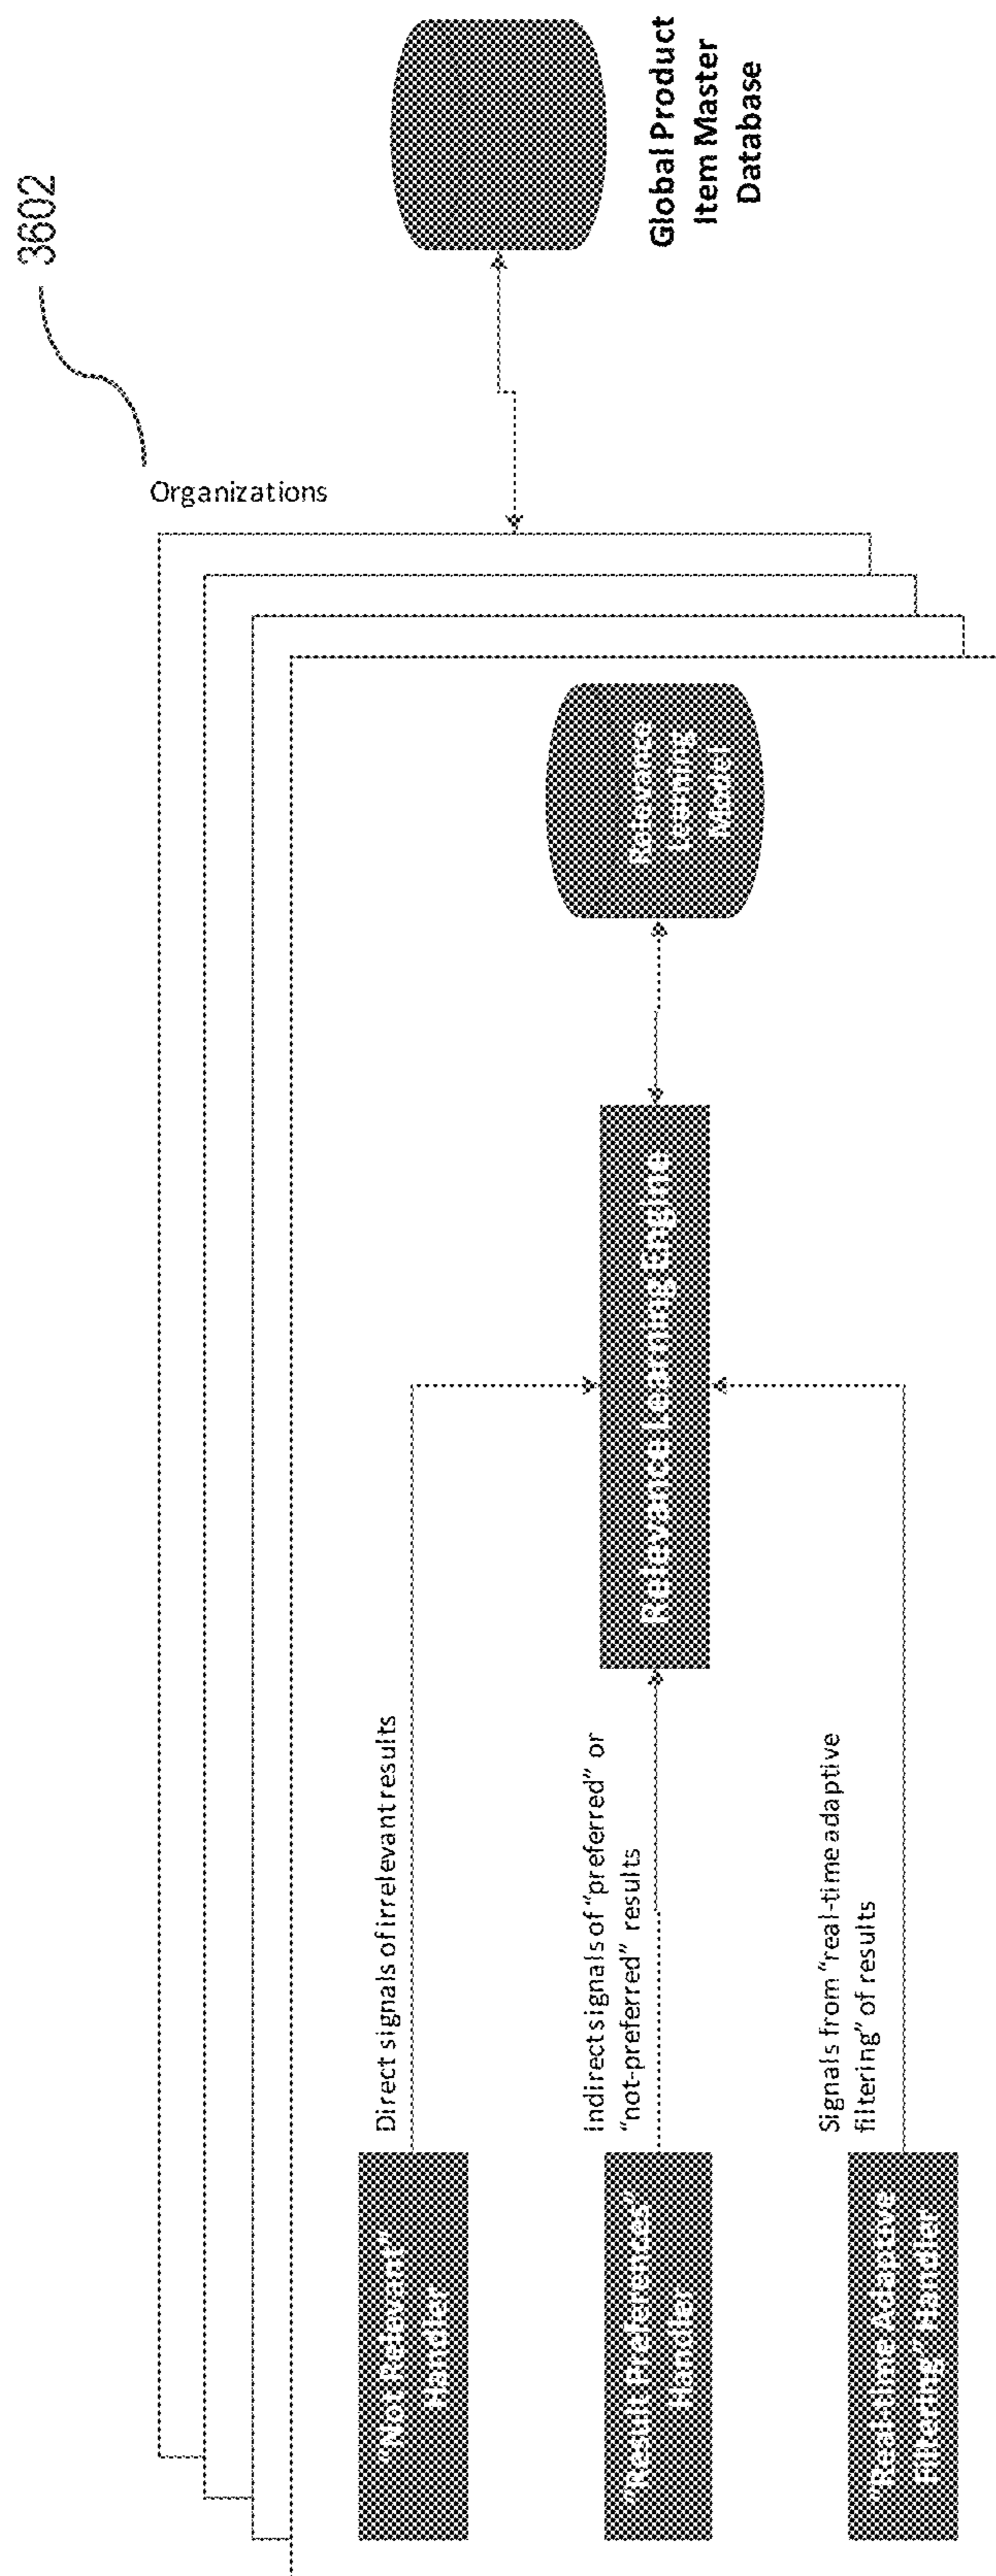 3602
Organizations
Global Product
Item Master
Database
"Not Relevant"
Handler
Direct signals of irrelevant results
"Result Preferences"
Handler
Indirect signals of "preferred" or
"not-preferred" results
"Real-time Adaptive
Filtering" Handler
Signals from "real-time adaptive
filtering" of results
Relevance Learning Engine
Relevance
Learning
Model